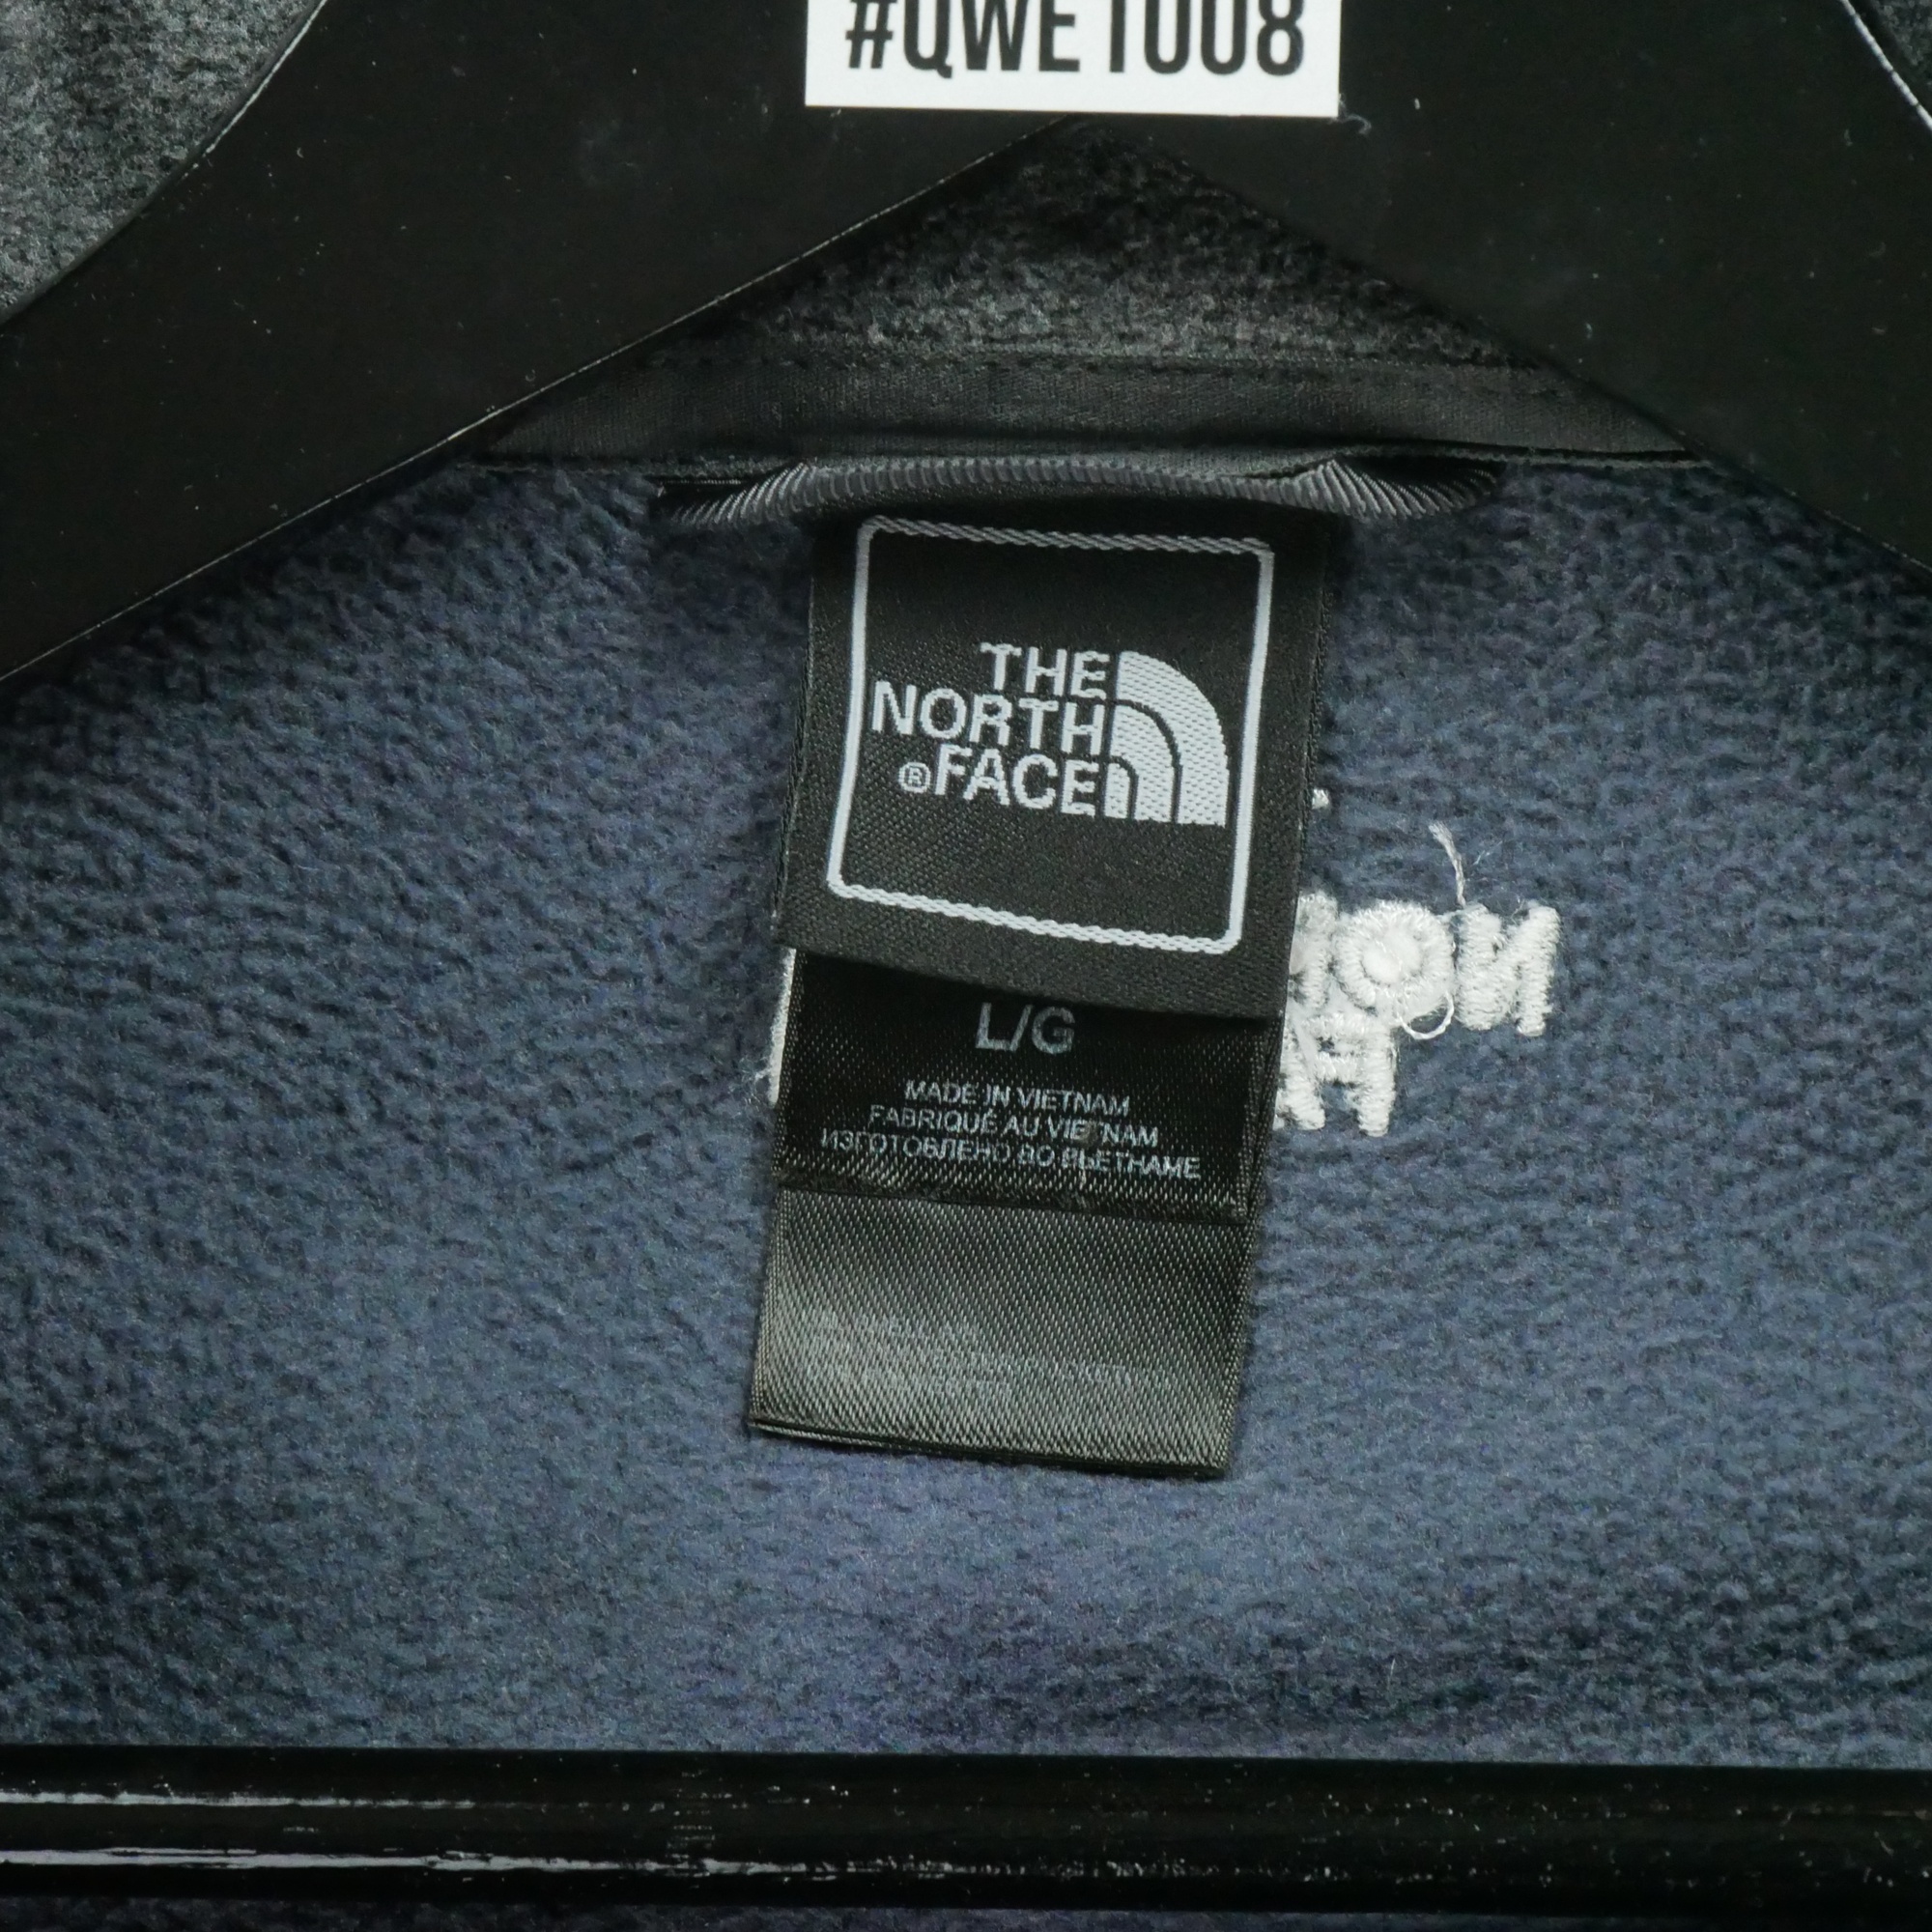 #QWE1008
THE
NORTH
®FACE
L/G
MADE IN VIETNAM
FABRIQUÉ AU VIETNAM
ИЗГОТОВЛЕНО ВО ВЬЕТНАМЕ